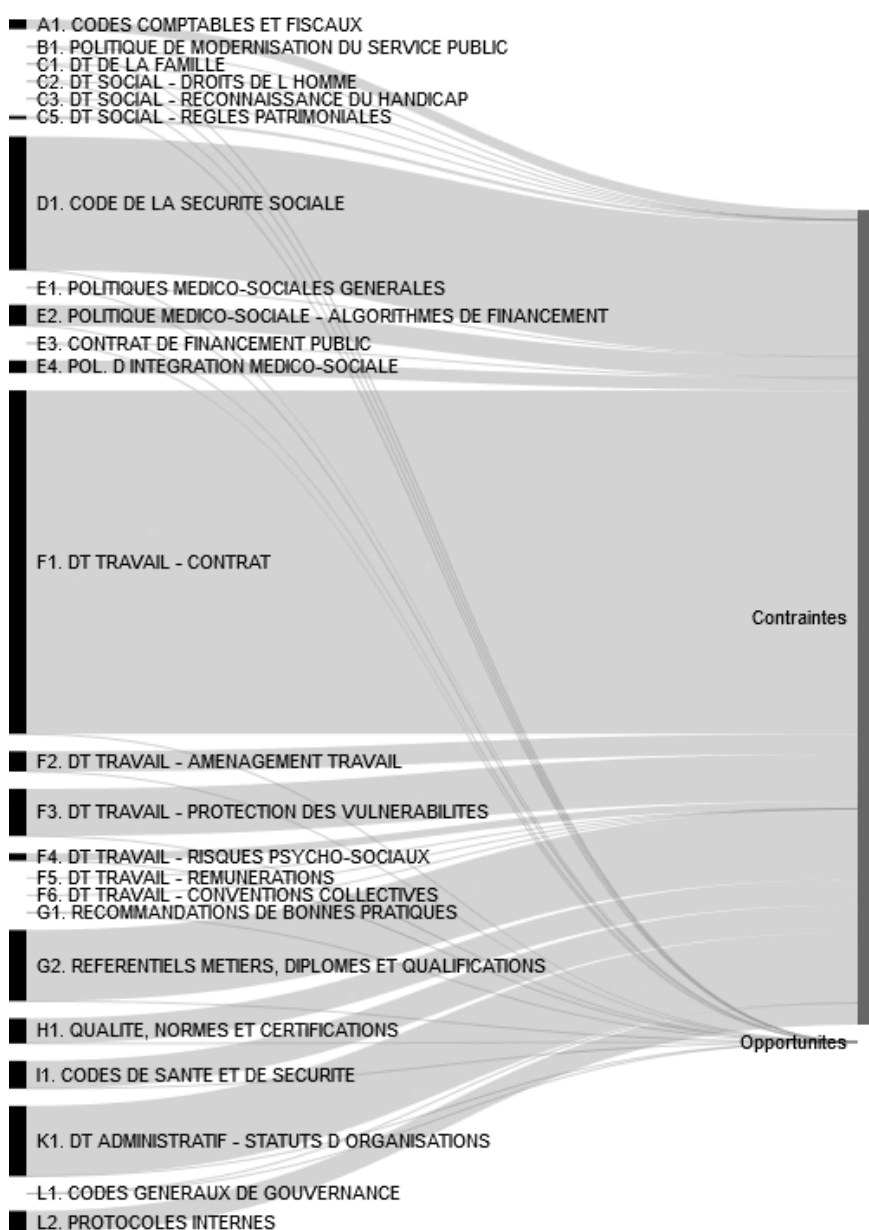 A1. CODES COMPTABLES ET FISCAUX
B1. POLITIQUE DE MODERNISATION DU SERVICE PUBLIC
C1. DT DE LA FAMILLE
C2. DT SOCIAL - DROITS DE L HOMME
C3. DT SOCIAL - RECONNAISSANCE DU HANDICAP
C5. DT SOCIAL - REGLES PATRIMONIALES
D1. CODE DE LA SECURITE SOCIALE
E1. POLITIQUES MEDICO-SOCIALES GENERALES
E2. POLITIQUE MEDICO-SOCIALE - ALGORITHMES DE FINANCEMENT
E3. CONTRAT DE FINANCEMENT PUBLIC
E4. POL. D INTEGRATION MEDICO-SOCIALE
F1. DT TRAVAIL - CONTRAT
Contraintes
F2. DT TRAVAIL - AMENAGEMENT TRAVAIL
F3. DT TRAVAIL - PROTECTION DES VULNERABILITES
F4. DT TRAVAIL - RISQUES PSYCHO-SOCIAUX
F5. DT TRAVAIL - REMUNERATIONS
F6. DT TRAVAIL - CONVENTIONS COLLECTIVES
G1. RECOMMANDATIONS DE BONNES PRATIQUES
G2. REFERENTIELS METIERS, DIPLOMES ET QUALIFICATIONS
H1. QUALITE, NORMES ET CERTIFICATIONS
Opportunites
I1. CODES DE SANTE ET DE SECURITE
K1. DT ADMINISTRATIF - STATUTS D ORGANISATIONS
L1. CODES GENERAUX DE GOUVERNANCE
L2. PROTOCOLES INTERNES